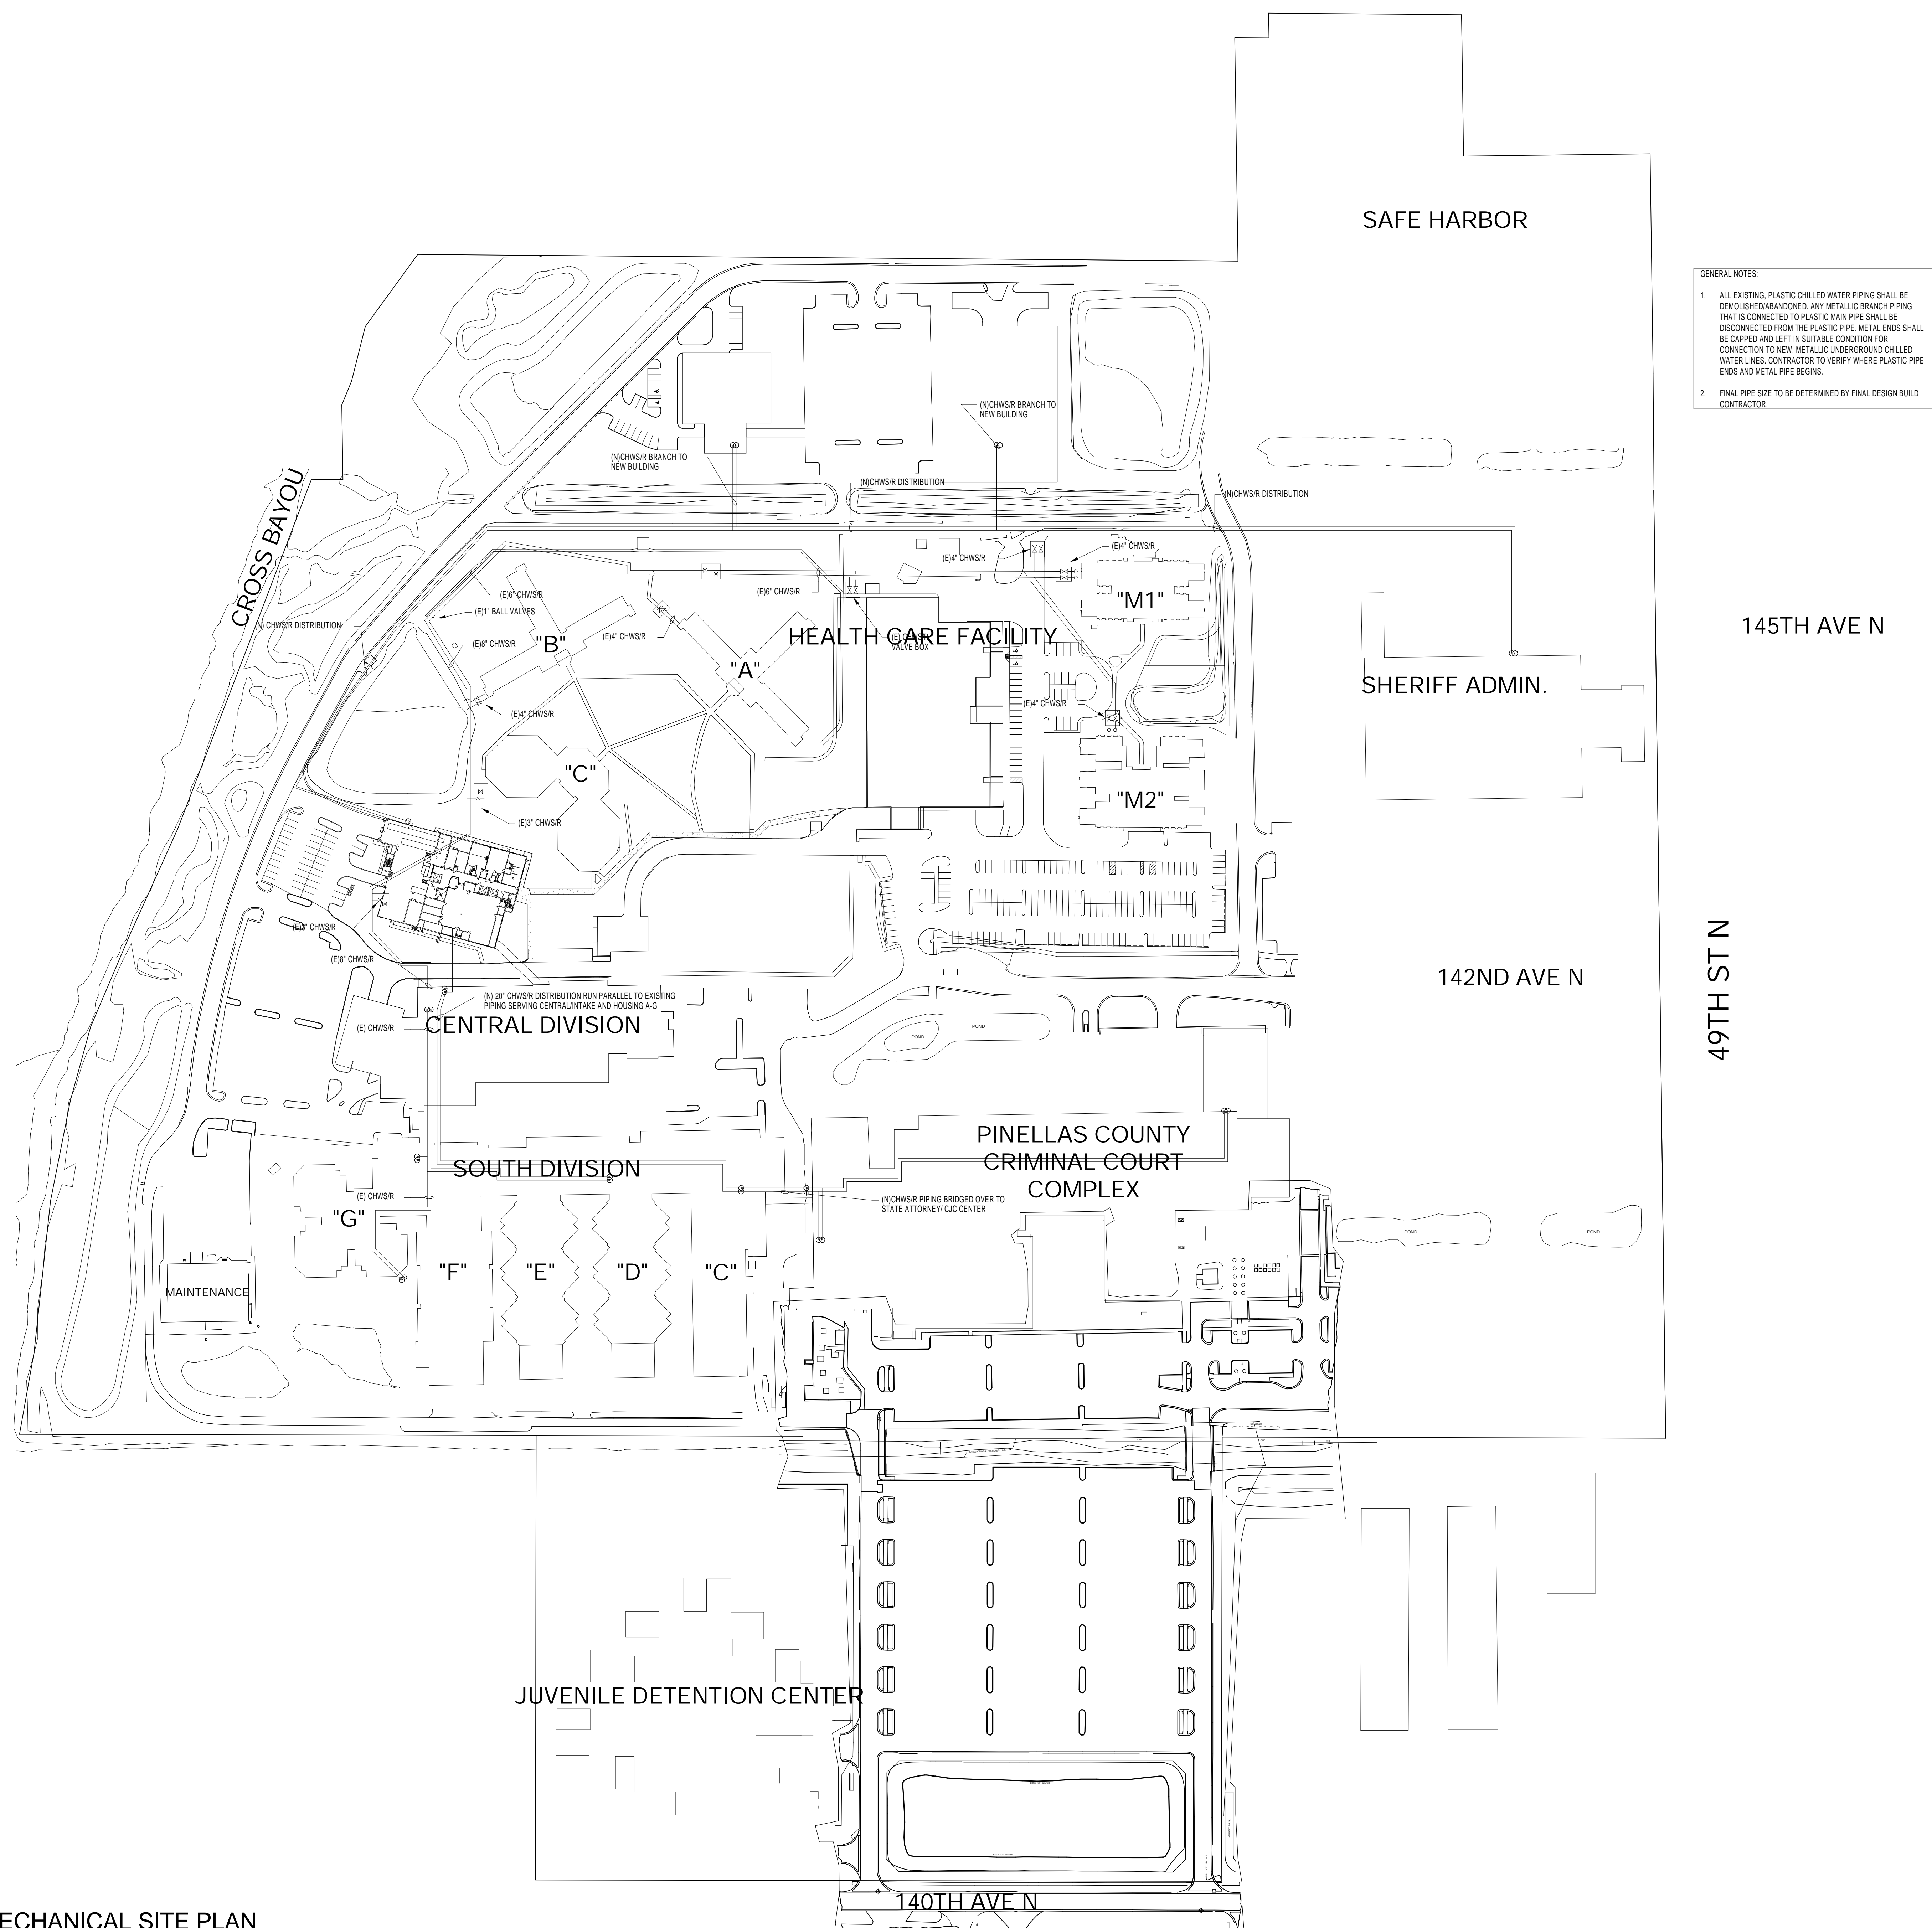 SAFE HARBOR
GENERAL NOTES:
1. ALL EXISTING, PLASTIC CHILLED WATER PIPING SHALL BE
DEMOLISHED/ABANDONED. ANY METALLIC BRANCH PIPING
THAT IS CONNECTED TO PLASTIC MAIN PIPE SHALL BE
DISCONNECTED FROM THE PLASTIC PIPE. METAL ENDS SHALL
BE CAPPED AND LEFT IN SUITABLE CONDITION FOR
CONNECTION TO NEW, METALLIC UNDERGROUND CHILLED
WATER LINES. CONTRACTOR TO VERIFY WHERE PLASTIC PIPE
ENDS AND METAL PIPE BEGINS.
2. FINAL PIPE SIZE TO BE DETERMINED BY FINAL DESIGN BUILD
CONTRACTOR.
(N)CHWS/R BRANCH TO
NEW BUILDING
(N)CHWS/R BRANCH TO
NEW BUILDING
(N)CHWS/R DISTRIBUTION
(N)CHWS/R DISTRIBUTION
CROSS BAYOU
(E)4" CHWS/R
(E)4" CHWS/R
(E)6" CHWS/R
(E)6" CHWS/R
"M1"
(E)1" BALL VALVES
(N) CHWS/R DISTRIBUTION
(E)8" CHWS/R
"B"
(E)4" CHWS/R
HEALTH CARE FACILITY
(E) CHWS/R
VALVE BOX
145TH AVE N
"A"
SHERIFF ADMIN.
(E)4" CHWS/R
(E)4" CHWS/R
"C"
"M2"
(E)3" CHWS/R
(E)3" CHWS/R
(E)8" CHWS/R
142ND AVE N
49TH ST N
(N) 20" CHWS/R DISTRIBUTION RUN PARALLEL TO EXISTING
PIPING SERVING CENTRAL/INTAKE AND HOUSING A-G
(E) CHWS/R
CENTRAL DIVISION
POND
POND
PINELLAS COUNTY
CRIMINAL COURT
COMPLEX
SOUTH DIVISION
(E) CHWS/R
(N)CHWS/R PIPING BRIDGED OVER TO
STATE ATTORNEY/ CJC CENTER
"G"
POND
POND
"F"
"E"
"D"
"C"
MAINTENANCE
JUVENILE DETENTION CENTER
140TH AVE N
ECHANICAL SITE PLAN